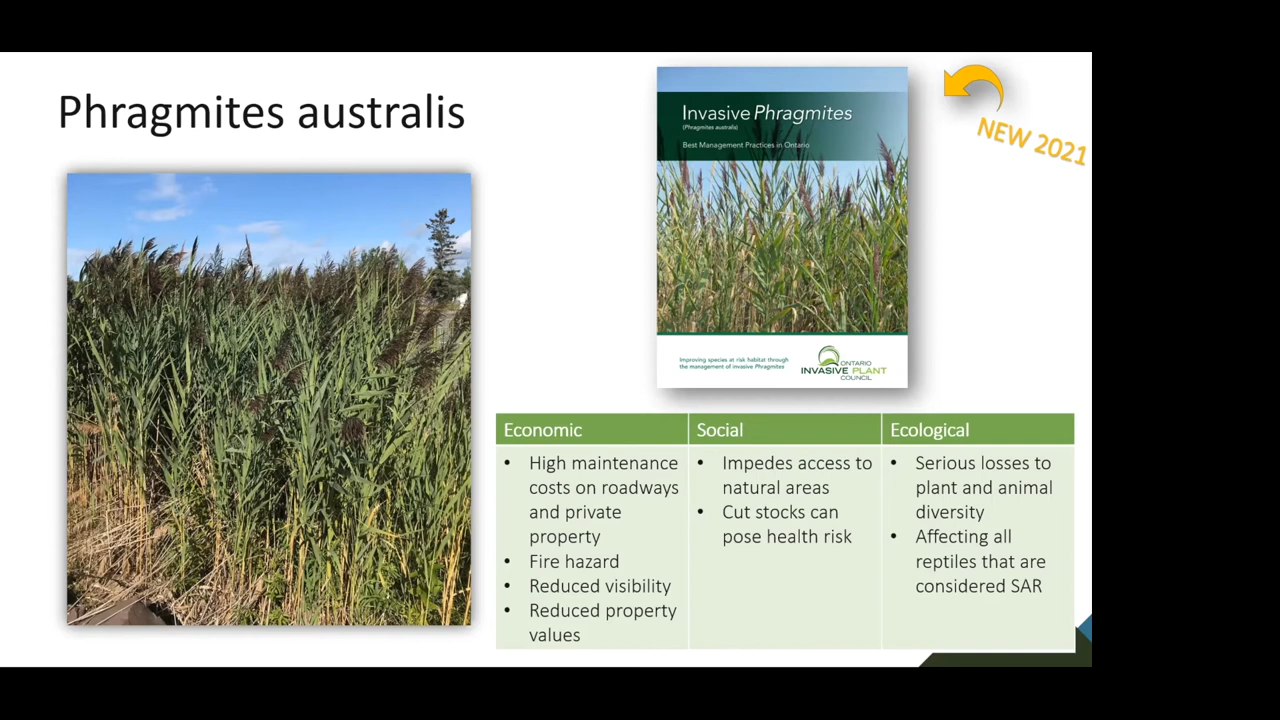 Phragmites australis
Invasive Phragmites
(Phragmites australis)
Best Management Practices in Ontario
Improving species at risk habitat through
the management of invasive Phragmites
ONTARIO
INVASIVE PLANT
COUNCIL
NEW 2021
Economic
• High maintenance
costs on roadways
and private
property
• Fire hazard
• Reduced visibility
• Reduced property
values
Social
• Impedes access to
natural areas
• Cut stocks can
pose health risk
Ecological
• Serious losses to
plant and animal
diversity
• Affecting all
reptiles that are
considered SAR